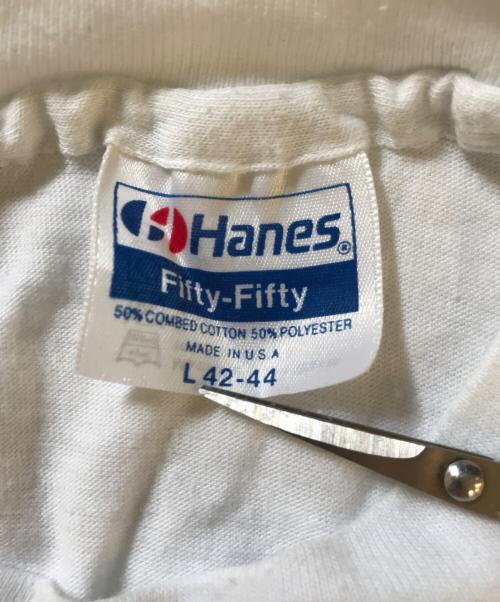 Hanes®
Fifty-Fifty
50% COMBED COTTON 50% POLYESTER
MADE IN U S A
L 42-44